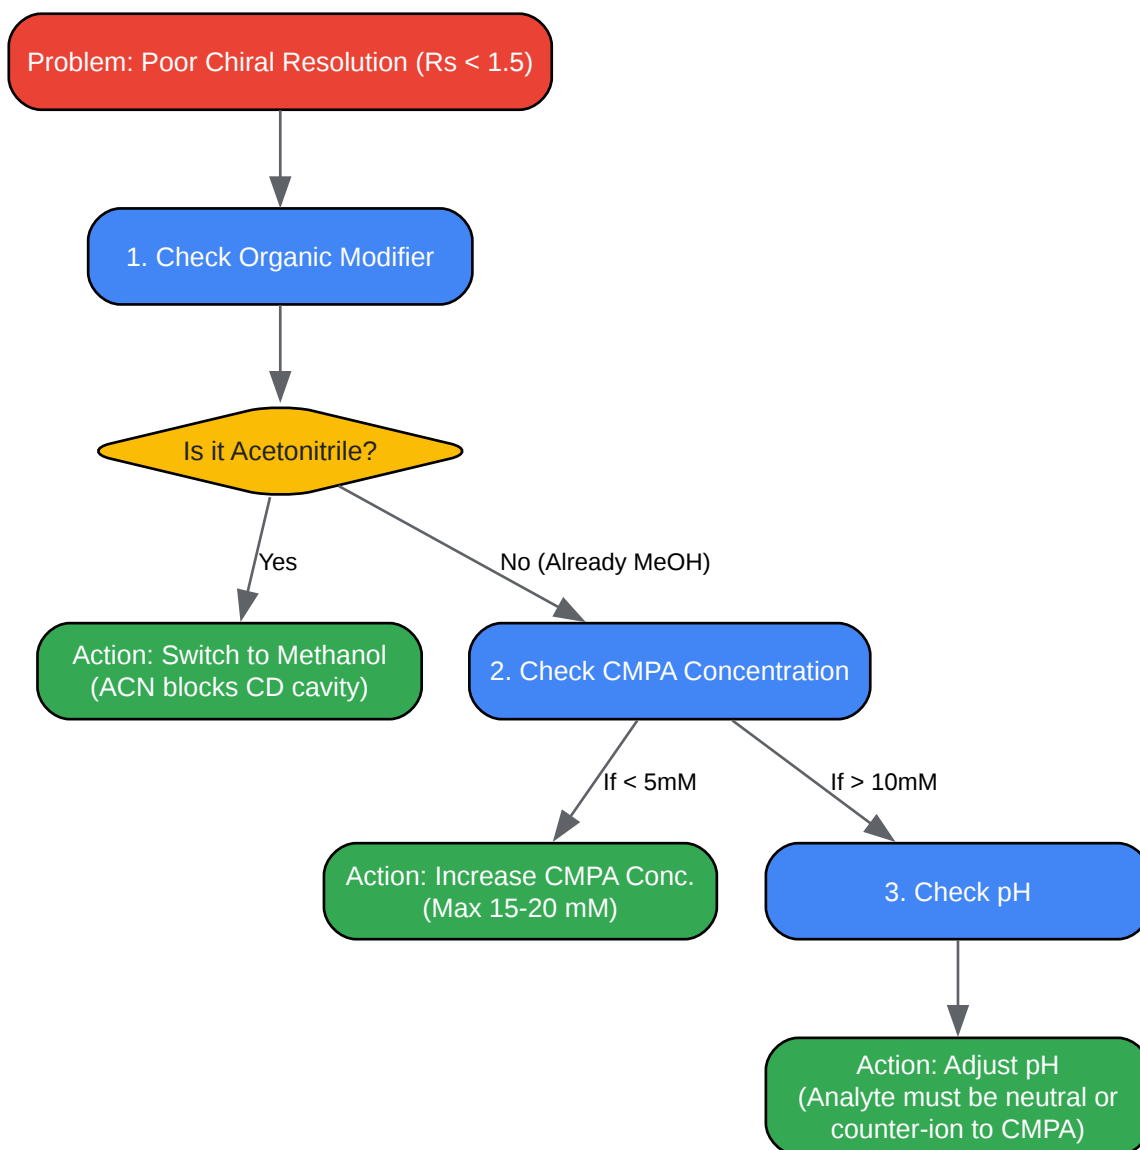 Problem: Poor Chiral Resolution (Rs < 1.5)
1. Check Organic Modifier
Is it Acetonitrile?
Yes
No (Already MeOH)
Action: Switch to Methanol
(ACN blocks CD cavity)
2. Check CMPA Concentration
If < 5mM
If > 10mM
Action: Increase CMPA Conc.
(Max 15-20 mM)
3. Check pH
Action: Adjust pH
(Analyte must be neutral or
counter-ion to CMPA)